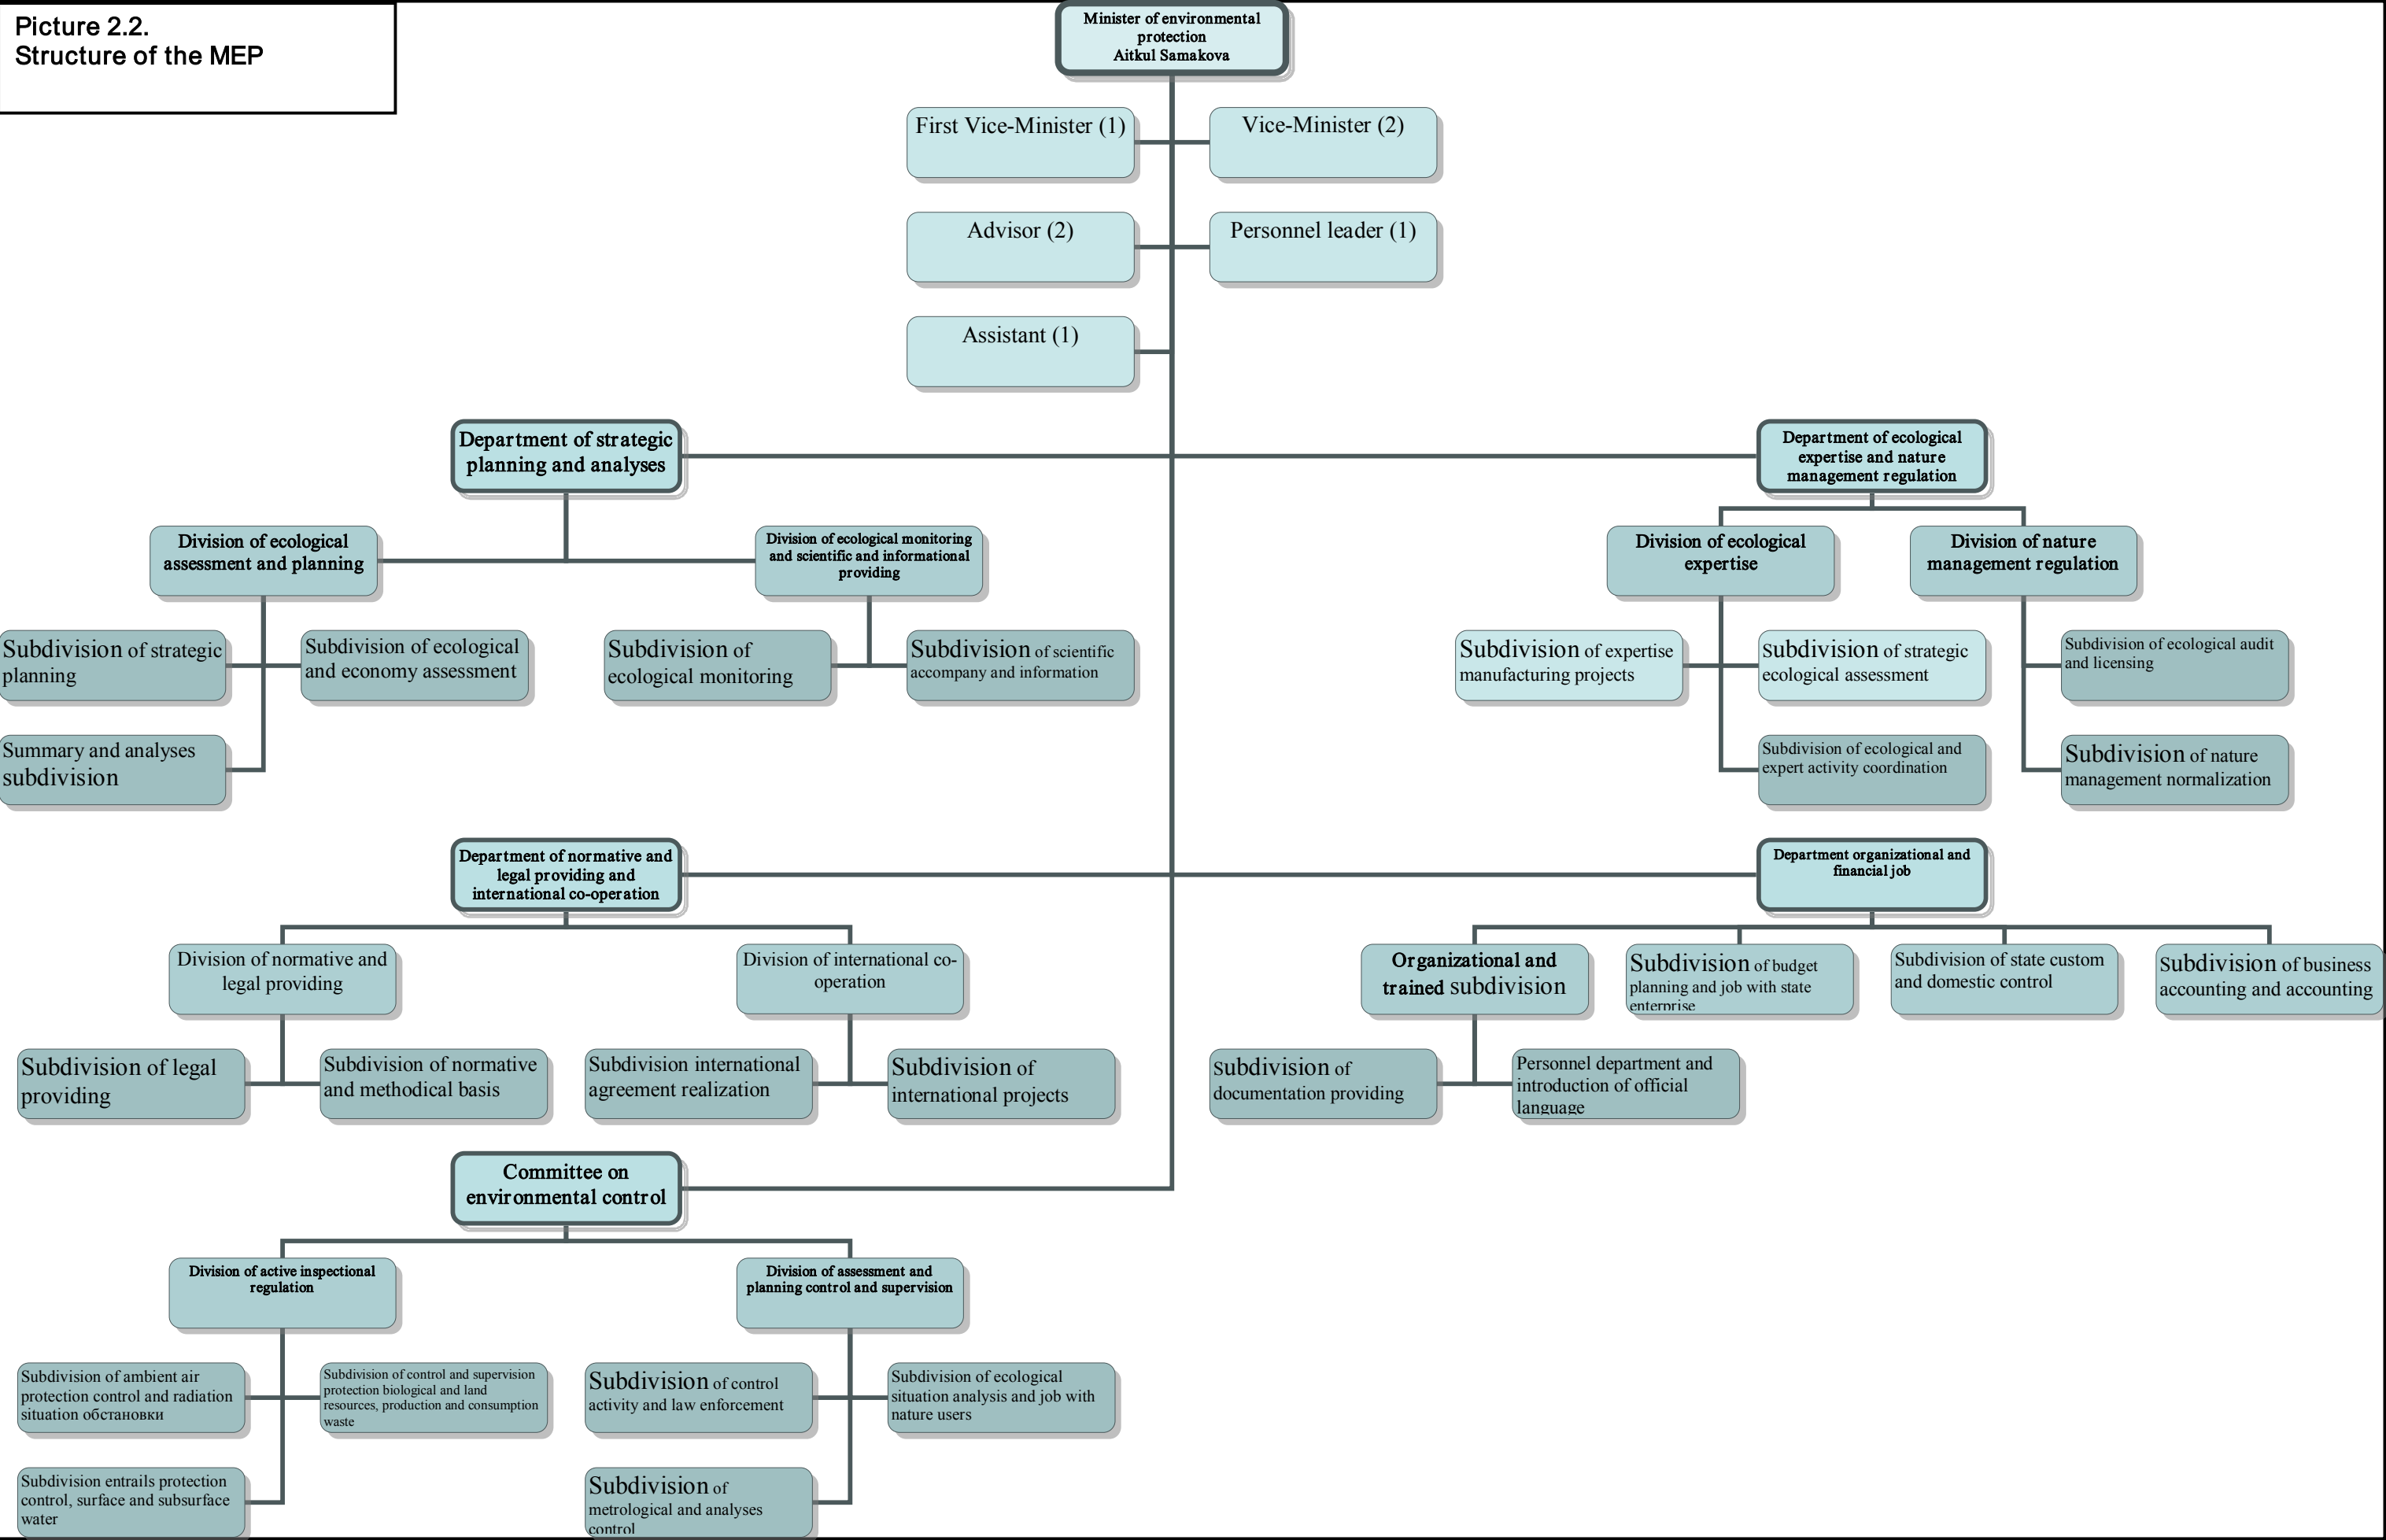 Picture 2.2.
Structure of the MEP
Minister of environmental
protection
Aitkul Samakova
First Vice-Minister (1)
Vice-Minister (2)
Advisor (2)
Personnel leader (1)
Assistant (1)
Department of strategic
planning and analyses
Department of ecological
expertise and nature
management regulation
Division of ecological
assessment and planning
Division of ecological monitoring
and scientific and informational
providing
Division of ecological
expertise
Division of nature
management regulation
Subdivision of strategic
planning
Subdivision of ecological
and economy assessment
Subdivision of
ecological monitoring
Subdivision of scientific
accompany and information
Subdivision of expertise
manufacturing projects
Subdivision of strategic
ecological assessment
Subdivision of ecological audit
and licensing
Summary and analyses
subdivision
Subdivision of ecological and
expert activity coordination
Subdivision of nature
management normalization
Department of normative and
legal providing and
international co-operation
Department organizational and
financial job
Division of normative and
legal providing
Division of international co-
operation
Organizational and
trained subdivision
Subdivision of budget
planning and job with state
enterprise
Subdivision of state custom
and domestic control
Subdivision of business
accounting and accounting
Subdivision of legal
providing
Subdivision of normative
and methodical basis
Subdivision international
agreement realization
Subdivision of
international projects
Subdivision of
documentation providing
Personnel department and
introduction of official
language
Committee on
environmental control
Division of active inspectional
regulation
Division of assessment and
planning control and supervision
Subdivision of ambient air
protection control and radiation
situation обстановки
Subdivision of control and supervision
protection biological and land
resources, production and consumption
waste
Subdivision of control
activity and law enforcement
Subdivision of ecological
situation analysis and job with
nature users
Subdivision entrails protection
control, surface and subsurface
water
Subdivision of
metrological and analyses
control